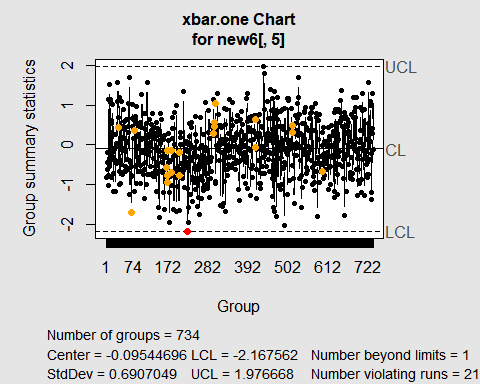 xbar.one Chart
for new6[, 5]
Group summary statistics
2
1
0
-1
-2
UCL
CL
LCL
1 74 172 282 392 502 612 722
Group
Number of groups = 734
Center = -0.09544696 LCL = -2.167562 Number beyond limits = 1
StdDev = 0.6907049 UCL = 1.976668 Number violating runs = 21